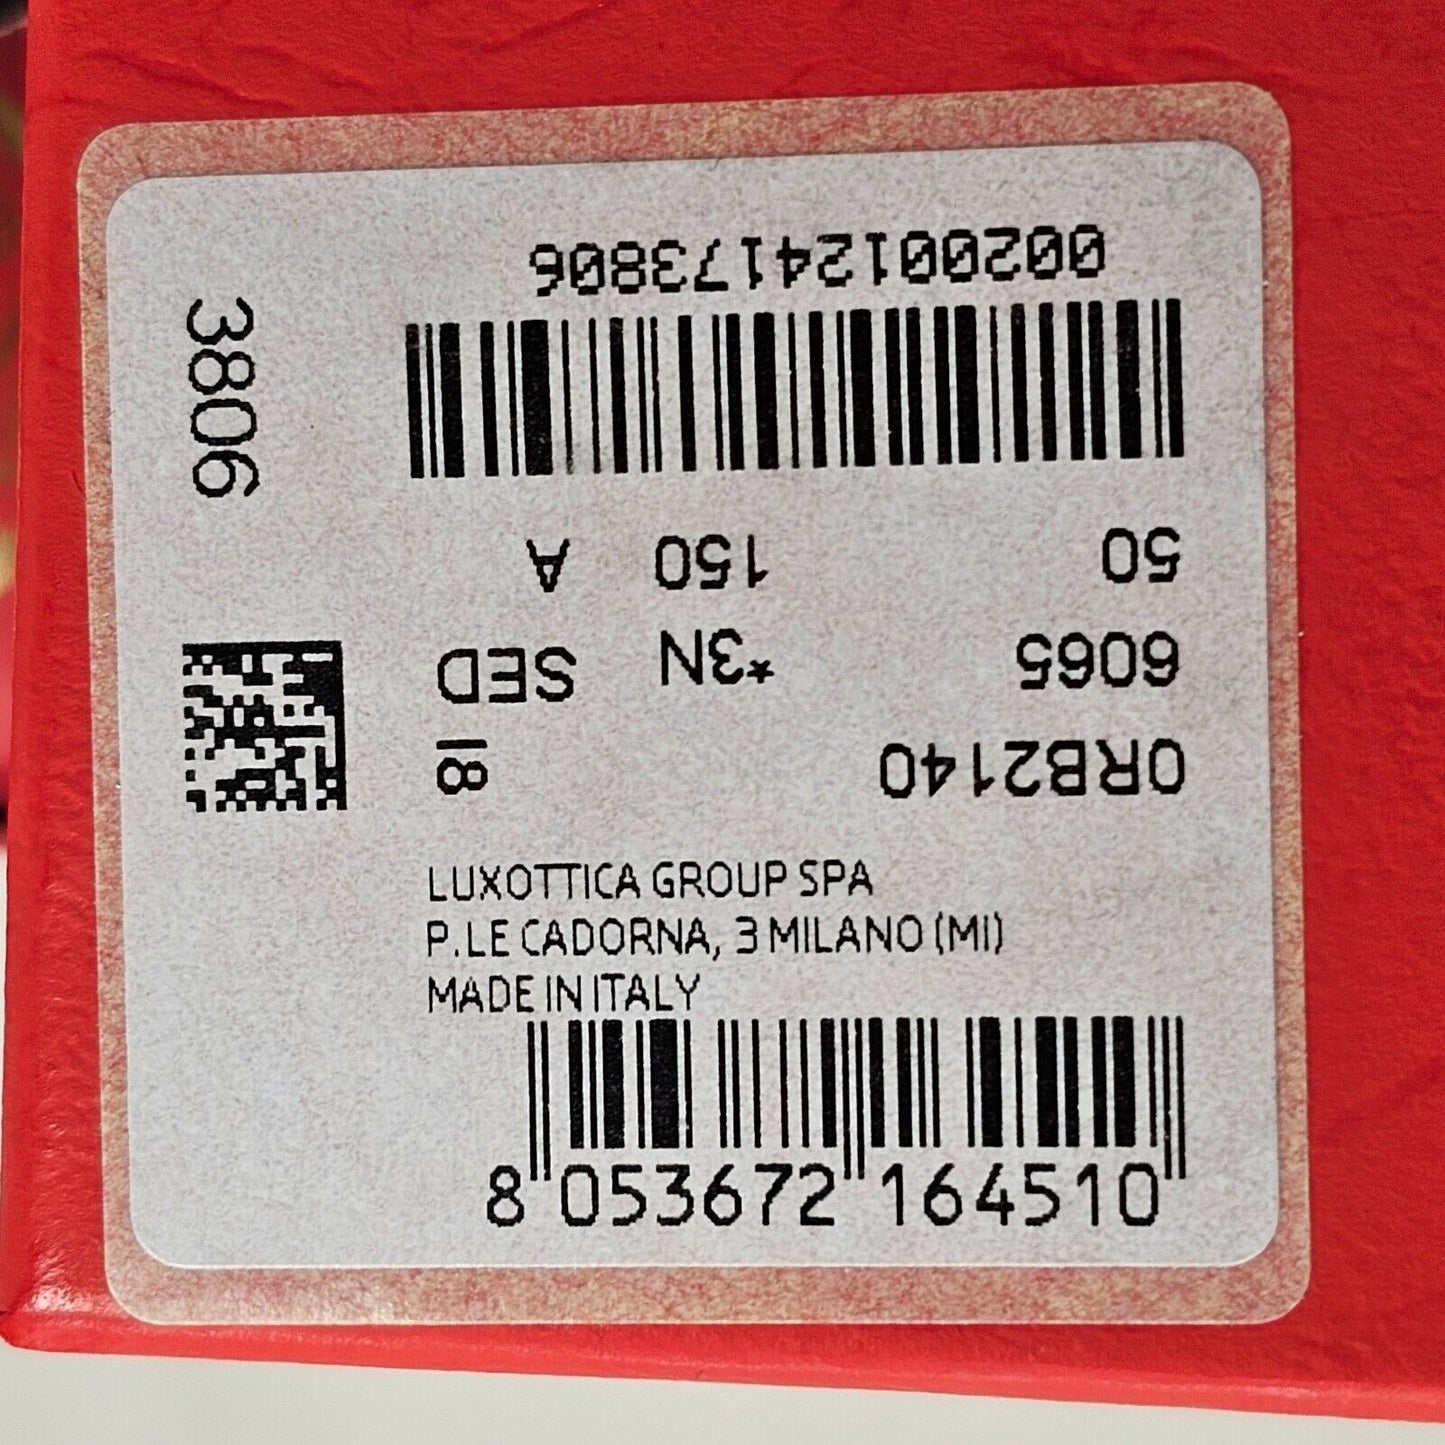 0RB2140 I8
6065 *3N SED
50 150 A
00200124173806
3806
LUXOTTICA GROUP SPA
P.LE CADORNA, 3 MILANO (MI)
MADE IN ITALY
8 053672 164510